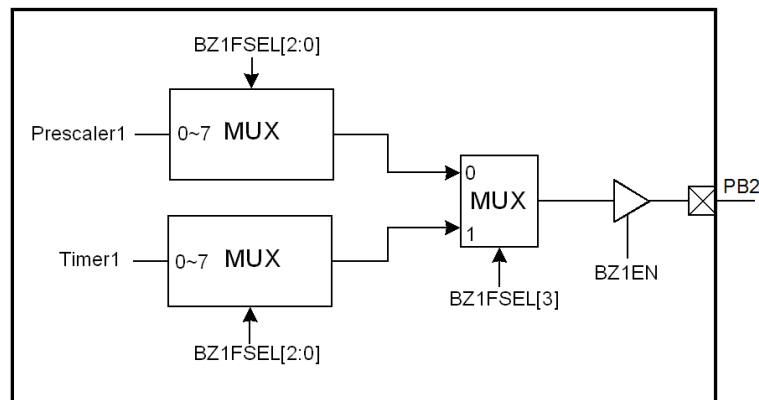 BZ1FSEL[2:0]
Prescaler1
0~7 MUX
0
MUX
PB2
1
Timer1
0~7 MUX
BZ1EN
BZ1FSEL[3]
BZ1FSEL[2:0]